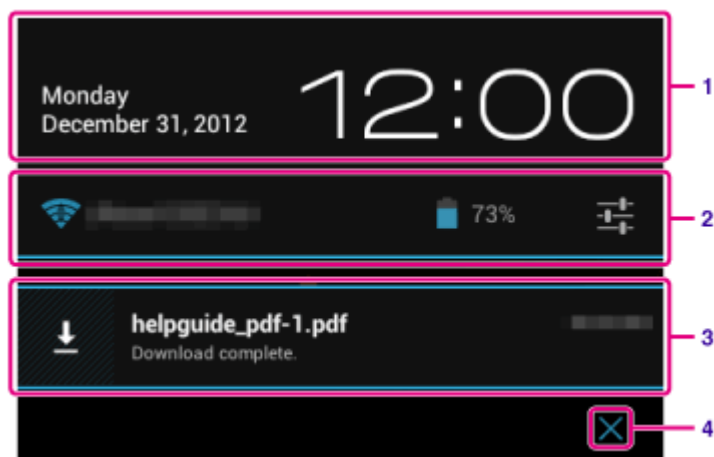 Monday
December 31, 2012
12:00
1
73%
2
helpguide_pdf-1.pdf
Download complete.
3
4